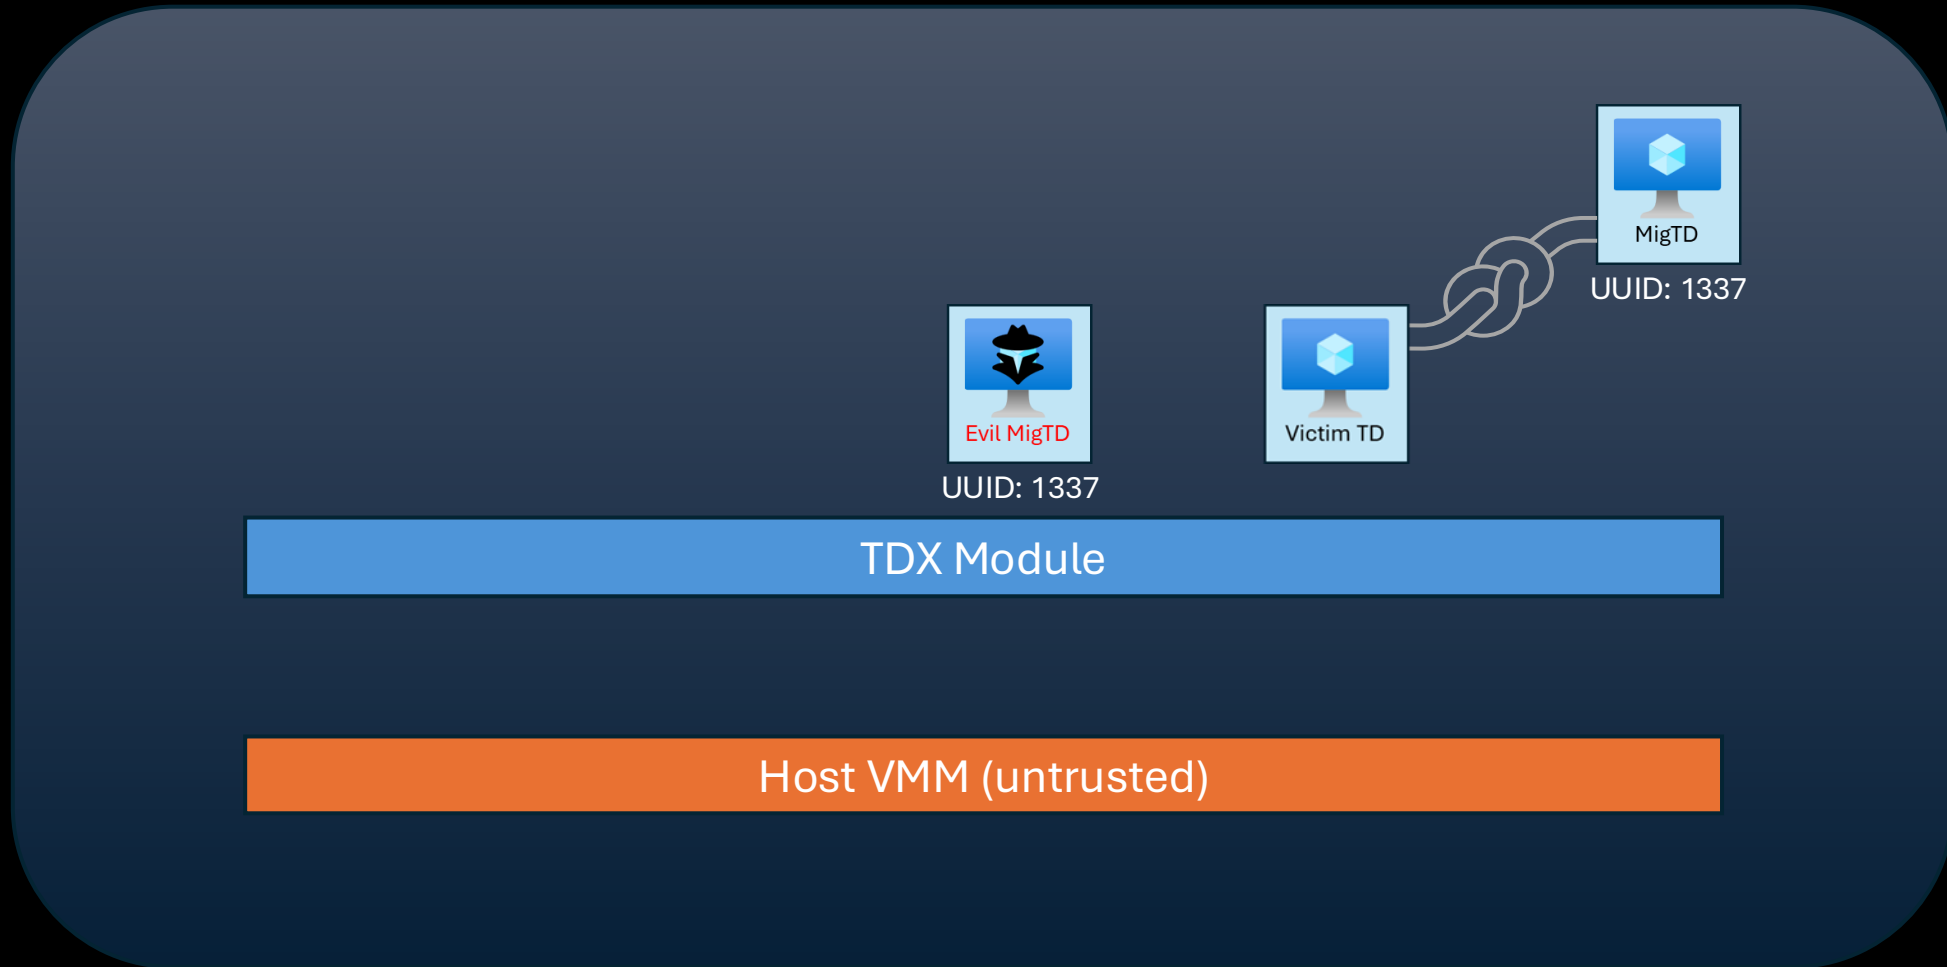 MigTD
UUID: 1337
Evil MigTD
Victim TD
UUID: 1337
TDX Module
Host VMM (untrusted)